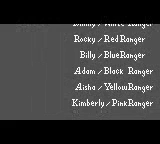 Rocky / Red Ranger
Billy / Blue Ranger
Adam / Black Ranger
Aisha / Yellow Ranger
Kimberly / Pink Ranger